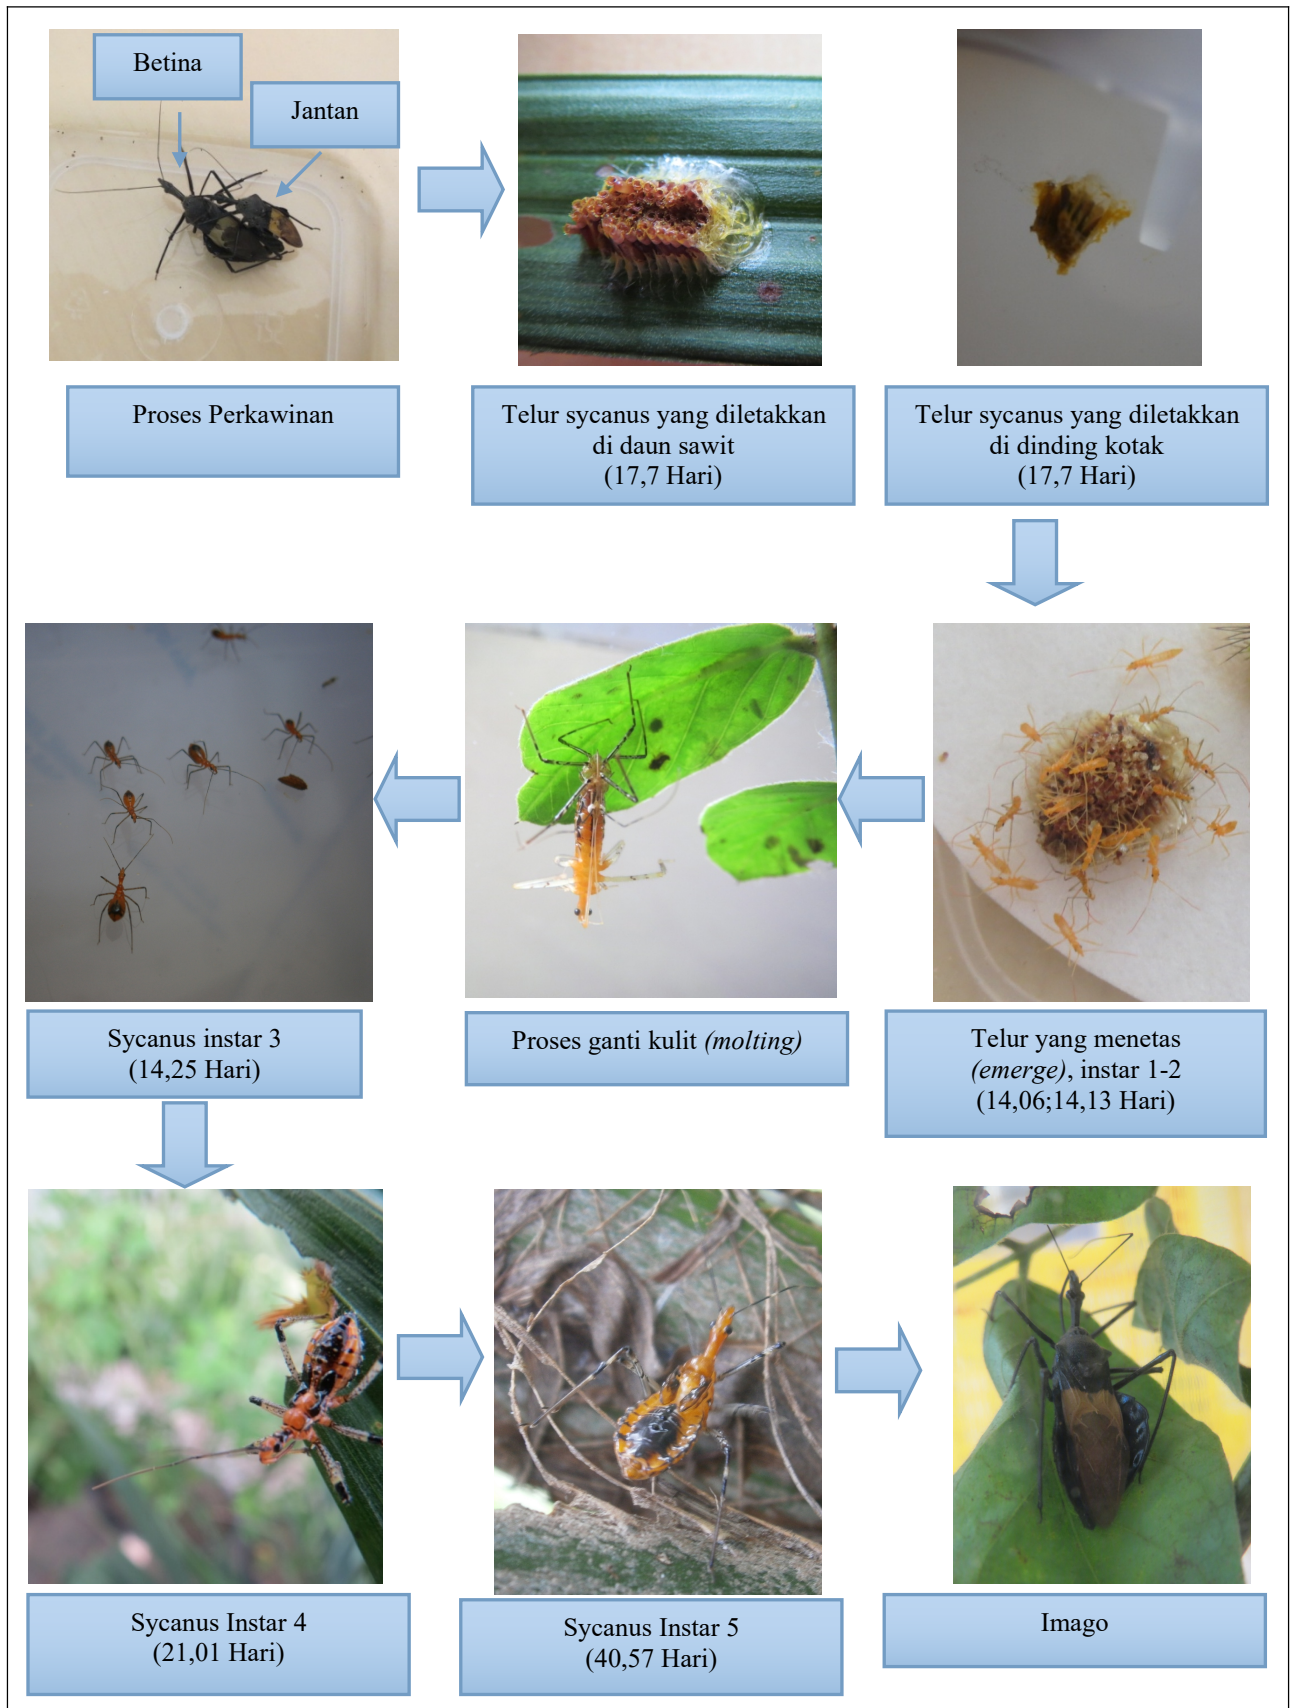 Betina
Jantan
Proses Perkawinan
Telur sycanus yang diletakkan
di daun sawit
(17,7 Hari)
Telur sycanus yang diletakkan
di dinding kotak
(17,7 Hari)
Sycanus instar 3
(14,25 Hari)
Proses ganti kulit (molting)
Telur yang menetas
(emerge), instar 1-2
(14,06;14,13 Hari)
Sycanus Instar 4
(21,01 Hari)
Sycanus Instar 5
(40,57 Hari)
Imago